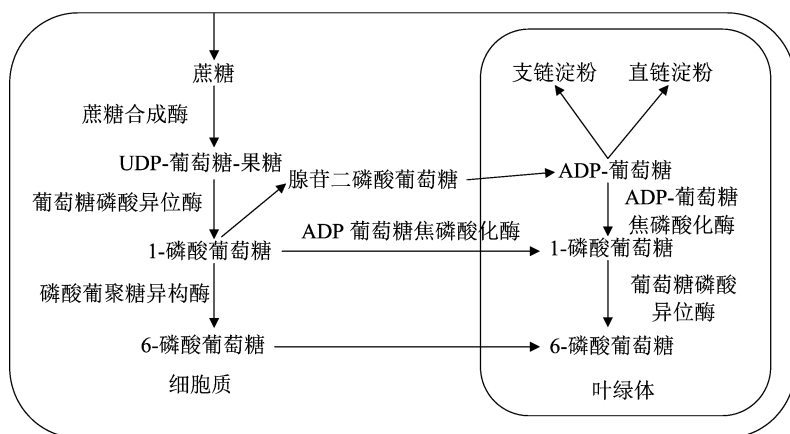 蔗糖
蔗糖合成酶
UDP-葡萄糖-果糖
葡萄糖磷酸异位酶
1-磷酸葡萄糖
磷酸葡聚糖异构酶
6-磷酸葡萄糖
细胞质
腺苷二磷酸葡萄糖
ADP 葡萄糖焦磷酸化酶
支链淀粉
直链淀粉
ADP-葡萄糖
ADP-葡萄糖
焦磷酸化酶
1-磷酸葡萄糖
葡萄糖磷酸
异位酶
6-磷酸葡萄糖
叶绿体